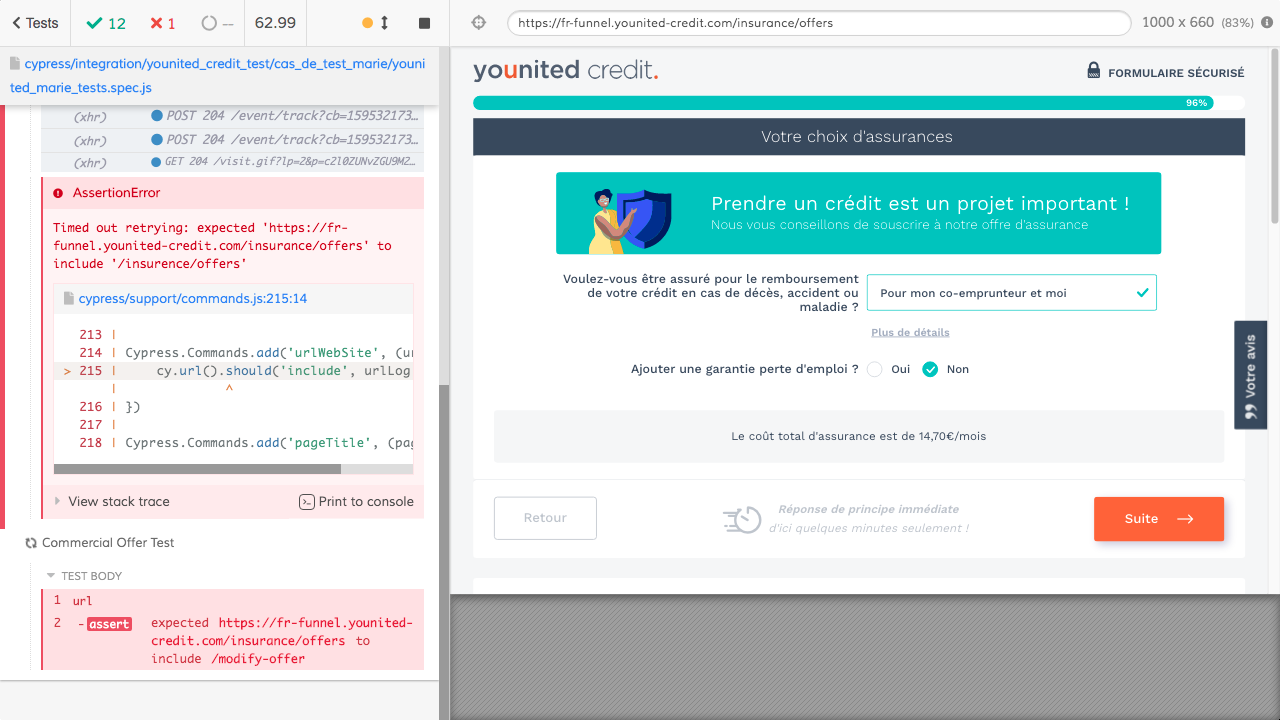 Tests
12
1
--
62.99
https://fr-funnel.younited-credit.com/insurance/offers
1000 x 660 (83%)
cypress/integration/younited_credit_test/cas_de_test_marie/youni
ted_marie_tests.spec.js
(xhr) POST 204 /event/track?cb=159532173...
(xhr) POST 204 /event/track?cb=159532173...
(xhr) GET 204 /visit.gif?lp=2&p=c2l0ZUNvZGU9M2...
AssertionError
Timed out retrying: expected 'https://fr-
funnel.younited-credit.com/insurance/offers' to
include '/insurence/offers'
cypress/support/commands.js:215:14
213 |
214 | Cypress.Commands.add('urlWebSite', (ur
> 215 | cy.url().should('include', urlLog
| ^
216 | })
217 |
218 | Cypress.Commands.add('pageTitle', (pag
View stack trace
Print to console
Commercial Offer Test
TEST BODY
1 url
2 - assert expected https://fr-funnel.younited-
credit.com/insurance/offers to
include /modify-offer
younited credit.
FORMULAIRE SÉCURISÉ
96%
Votre choix d'assurances
Prendre un crédit est un projet important !
Nous vous conseillons de souscrire à notre offre d'assurance
Voulez-vous être assuré pour le remboursement
de votre crédit en cas de décès, accident ou
maladie ?
Pour mon co-emprunteur et moi
Plus de détails
Ajouter une garantie perte d'emploi ? Oui Non
Votre avis
Le coût total d'assurance est de 14,70€/mois
Retour
Réponse de principe immédiate
d'ici quelques minutes seulement !
Suite